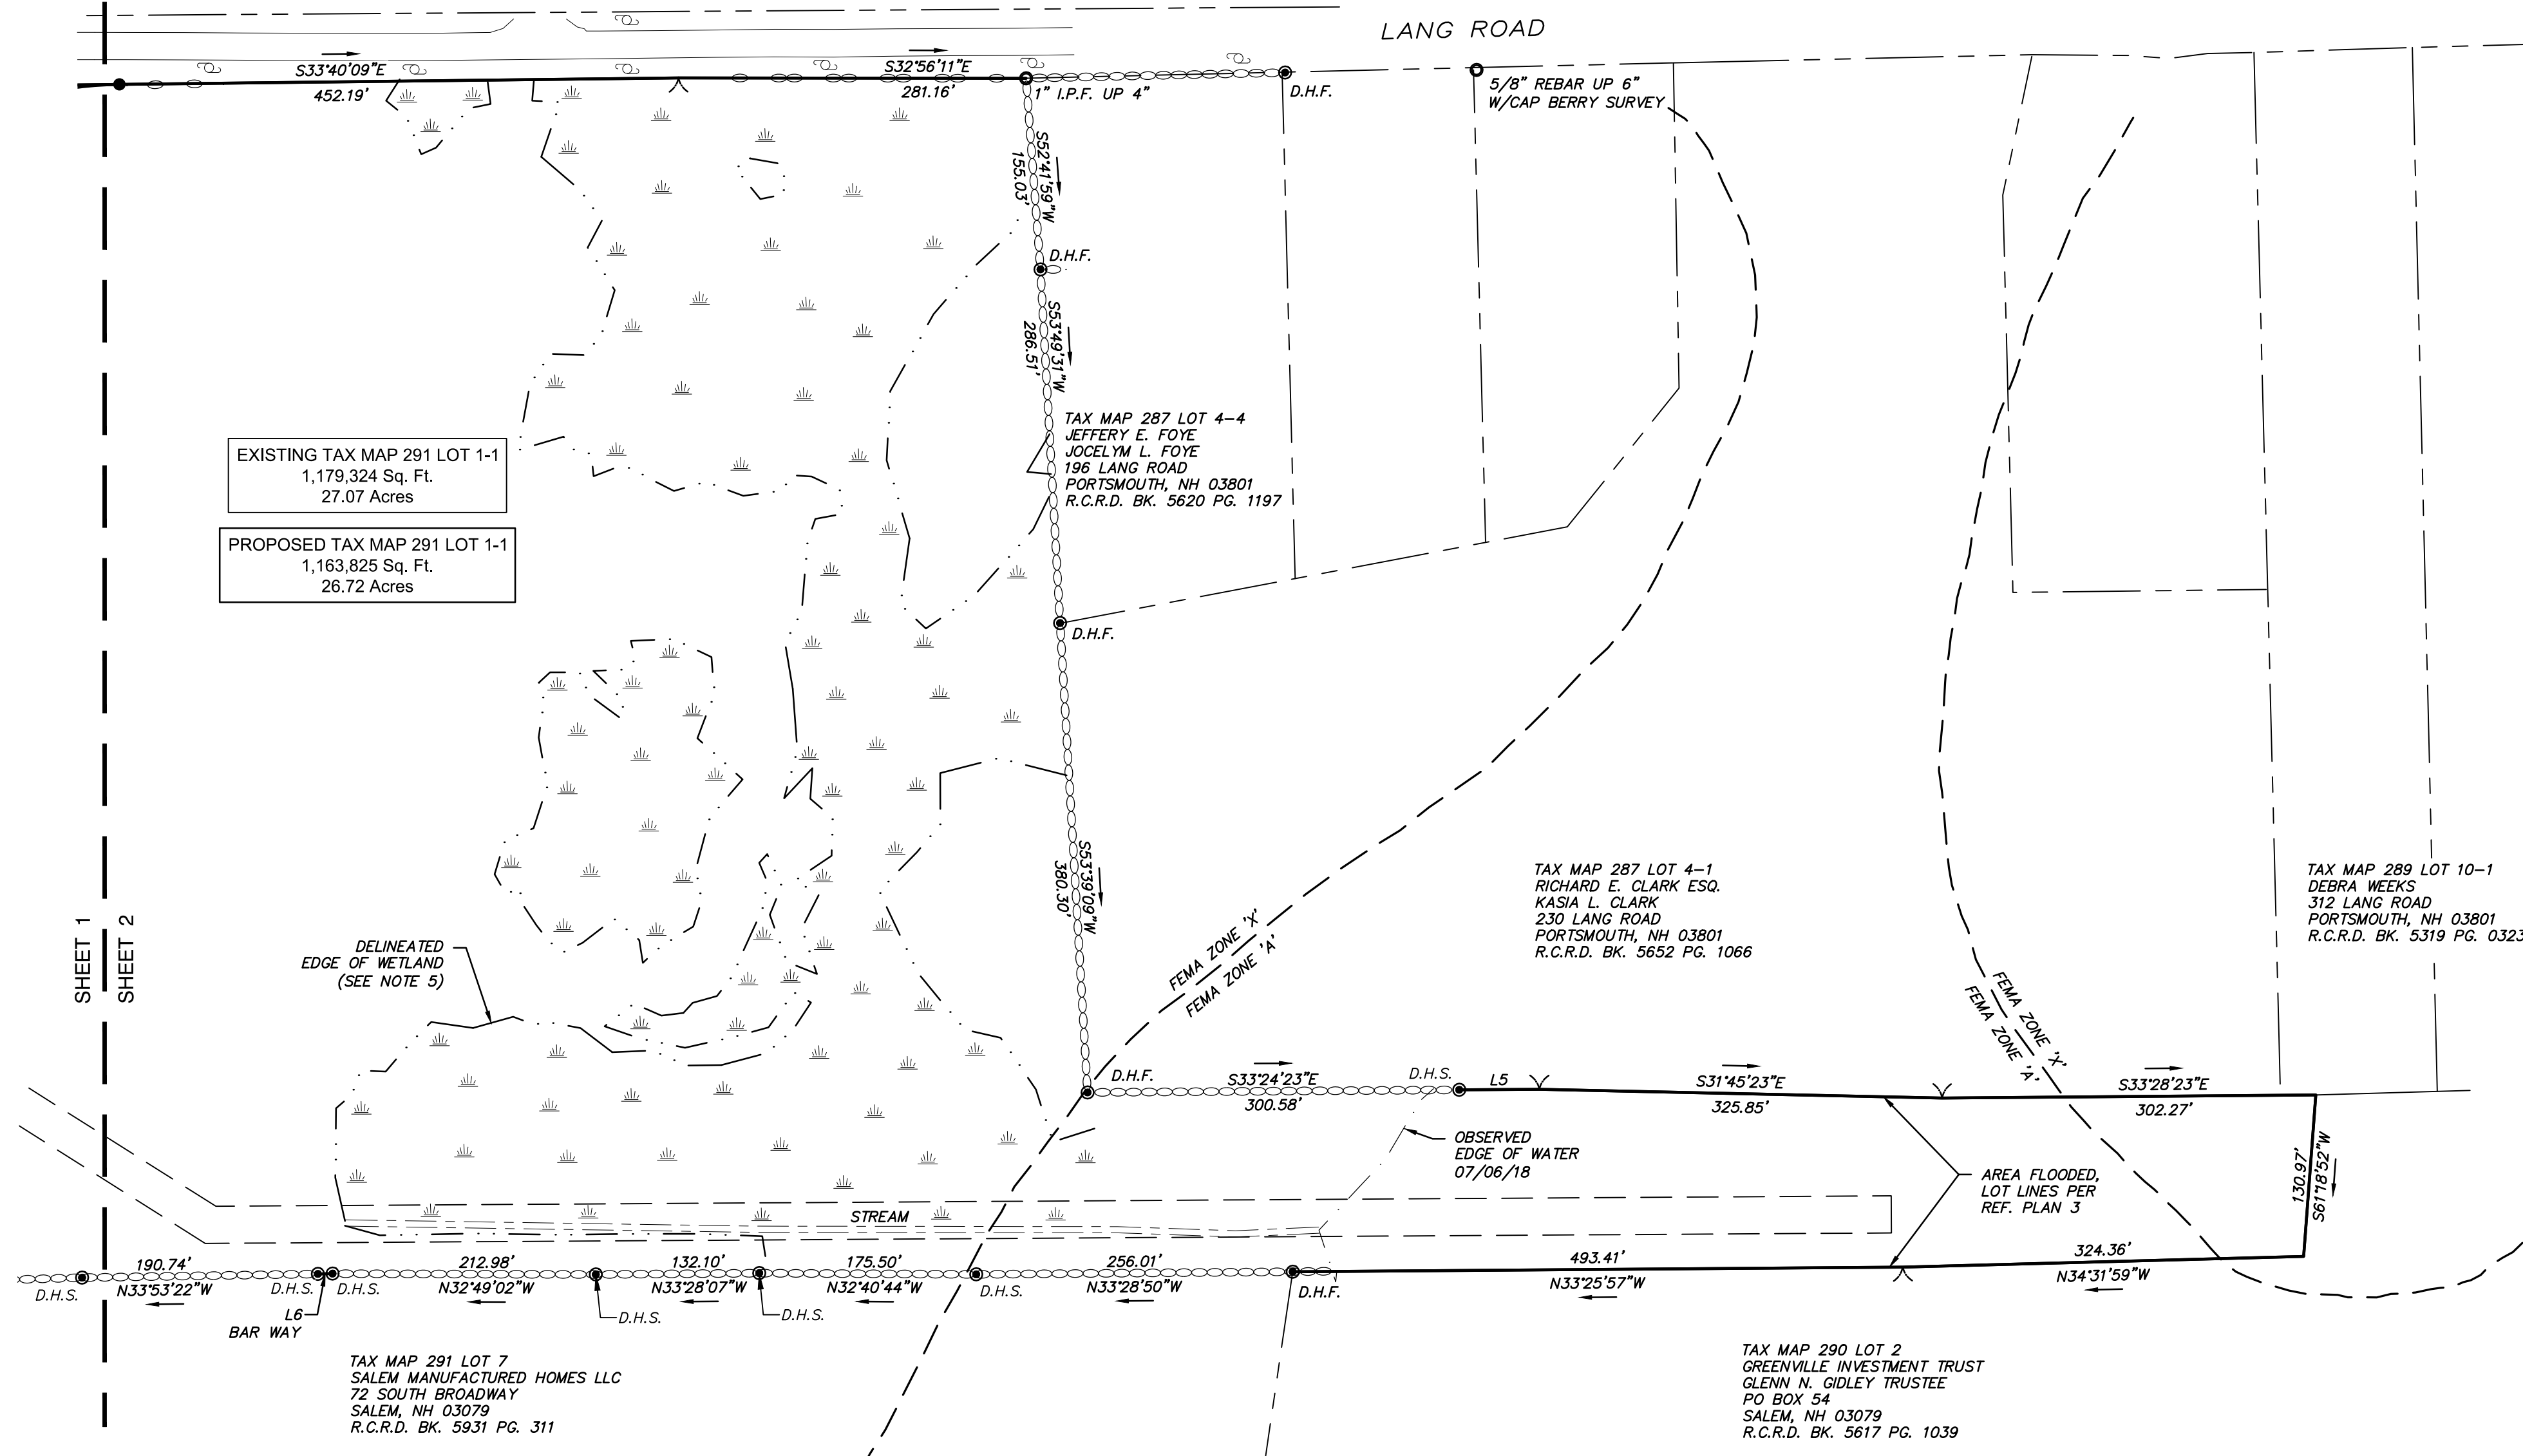 LANG ROAD
S33°40'09"E
452.19'
S32°56'11"E
281.16'
1" I.P.F. UP 4"
D.H.F.
5/8" REBAR UP 6"
W/CAP BERRY SURVEY
S52°41'59"W
155.03'
D.H.F.
S53°49'31"W
286.51'
TAX MAP 287 LOT 4-4
JEFFERY E. FOYE
JOCELYM L. FOYE
196 LANG ROAD
PORTSMOUTH, NH 03801
R.C.R.D. BK. 5620 PG. 1197
EXISTING TAX MAP 291 LOT 1-1
1,179,324 Sq. Ft.
27.07 Acres
PROPOSED TAX MAP 291 LOT 1-1
1,163,825 Sq. Ft.
26.72 Acres
D.H.F.
S53°39'09"W
380.30'
TAX MAP 287 LOT 4-1
RICHARD E. CLARK ESQ.
KASIA L. CLARK
230 LANG ROAD
PORTSMOUTH, NH 03801
R.C.R.D. BK. 5652 PG. 1066
TAX MAP 289 LOT 10-1
DEBRA WEEKS
312 LANG ROAD
PORTSMOUTH, NH 03801
R.C.R.D. BK. 5319 PG. 0323
SHEET 1
SHEET 2
DELINEATED
EDGE OF WETLAND
(SEE NOTE 5)
FEMA ZONE 'X'
FEMA ZONE 'A'
FEMA ZONE 'X'
FEMA ZONE 'A'
D.H.F.
S33°24'23"E
300.58'
D.H.S.
L5
S31°45'23"E
325.85'
S33°28'23"E
302.27'
OBSERVED
EDGE OF WATER
07/06/18
AREA FLOODED,
LOT LINES PER
REF. PLAN 3
130.97'
S61°18'52"W
STREAM
190.74'
N33°53'22"W
D.H.S.
D.H.S.
D.H.S.
L6
BAR WAY
212.98'
N32°49'02"W
D.H.S.
132.10'
N33°28'07"W
D.H.S.
175.50'
N32°40'44"W
D.H.S.
256.01'
N33°28'50"W
D.H.F.
493.41'
N33°25'57"W
324.36'
N34°31'59"W
TAX MAP 291 LOT 7
SALEM MANUFACTURED HOMES LLC
72 SOUTH BROADWAY
SALEM, NH 03079
R.C.R.D. BK. 5931 PG. 311
TAX MAP 290 LOT 2
GREENVILLE INVESTMENT TRUST
GLENN N. GIDLEY TRUSTEE
PO BOX 54
SALEM, NH 03079
R.C.R.D. BK. 5617 PG. 1039